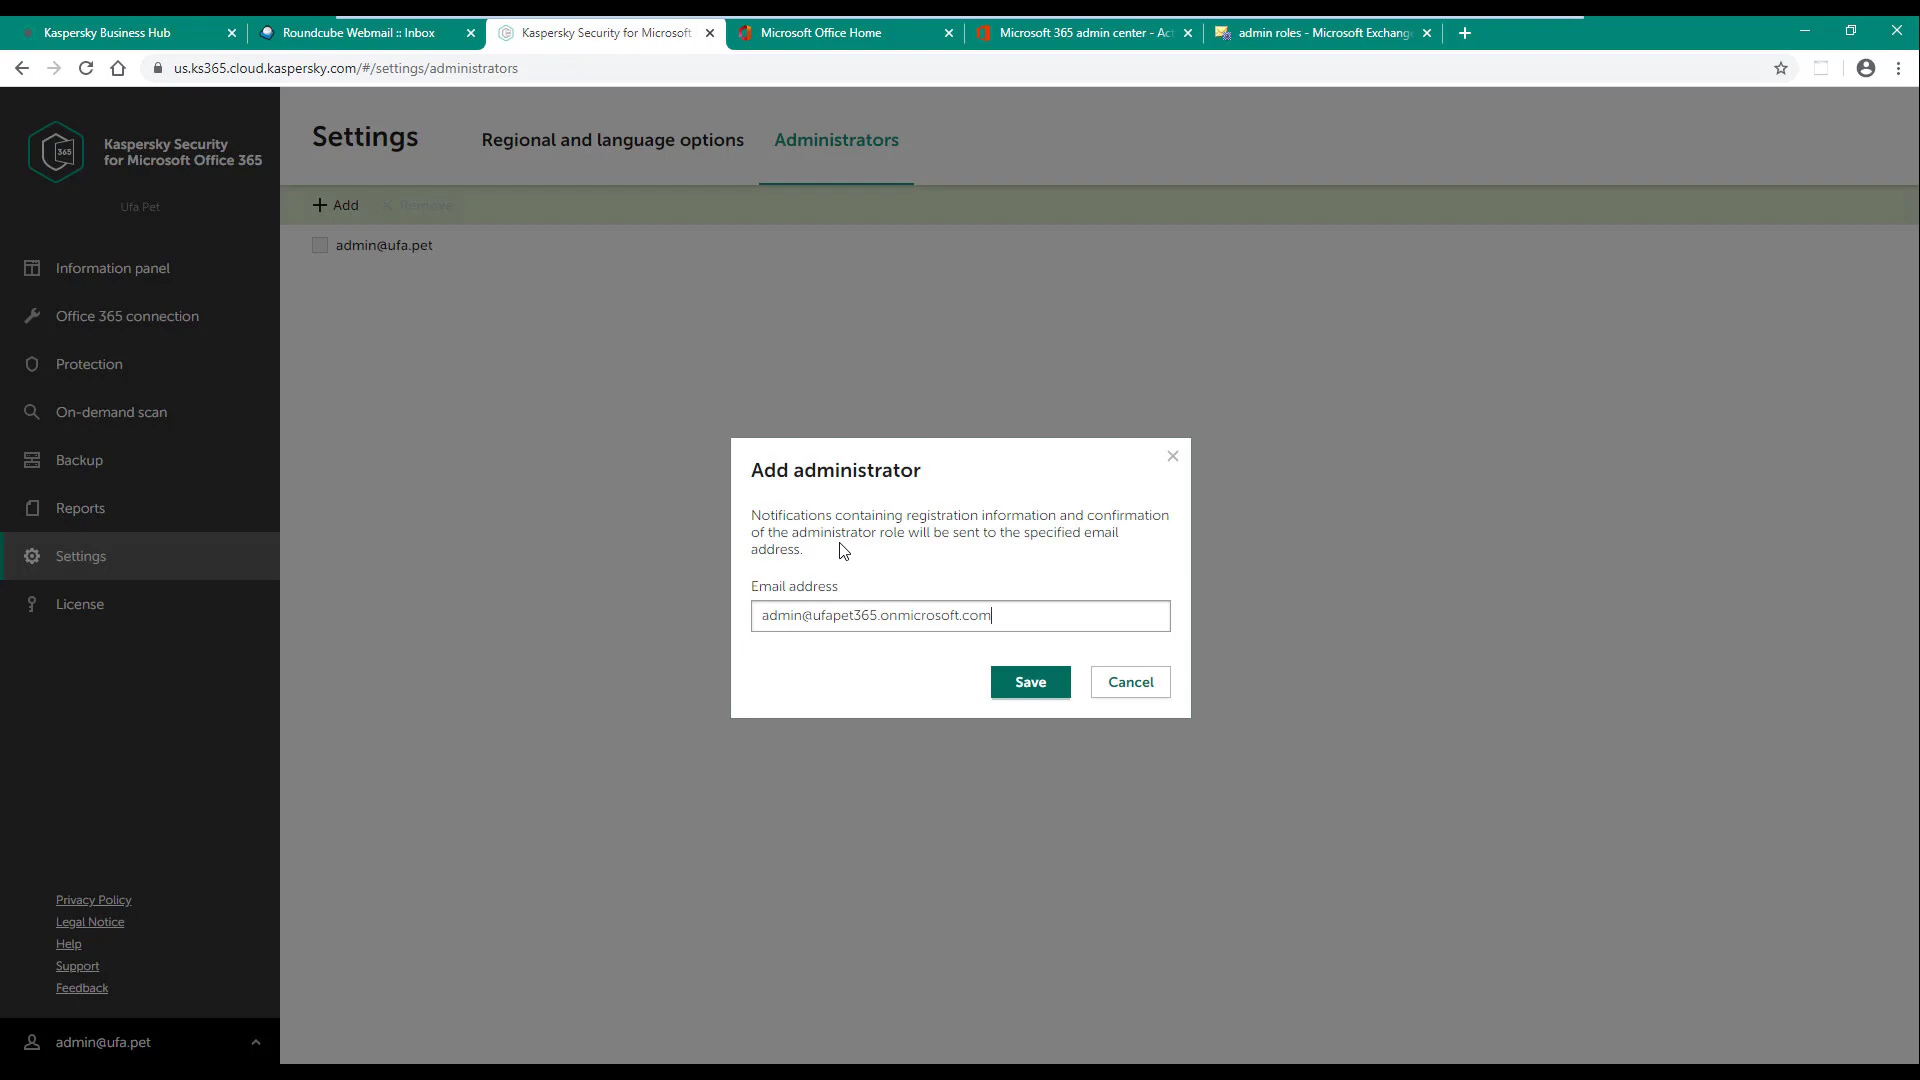 Kaspersky Business Hub
Roundcube Webmail :: Inbox
Kaspersky Security for Microsoft
Microsoft Office Home
Microsoft 365 admin center - Act
admin roles - Microsoft Exchang
us.ks365.cloud.kaspersky.com/#/settings/administrators
365
Kaspersky Security
for Microsoft Office 365
Ufa Pet
Information panel
Office 365 connection
Protection
On-demand scan
Backup
Reports
Settings
License
Privacy Policy
Legal Notice
Help
Support
Feedback
admin@ufa.pet
Settings
Regional and language options
Administrators
Add
Remove
admin@ufa.pet
Add administrator
Notifications containing registration information and confirmation
of the administrator role will be sent to the specified email
address.
Email address
admin@ufapet365.onmicrosoft.com
Save
Cancel